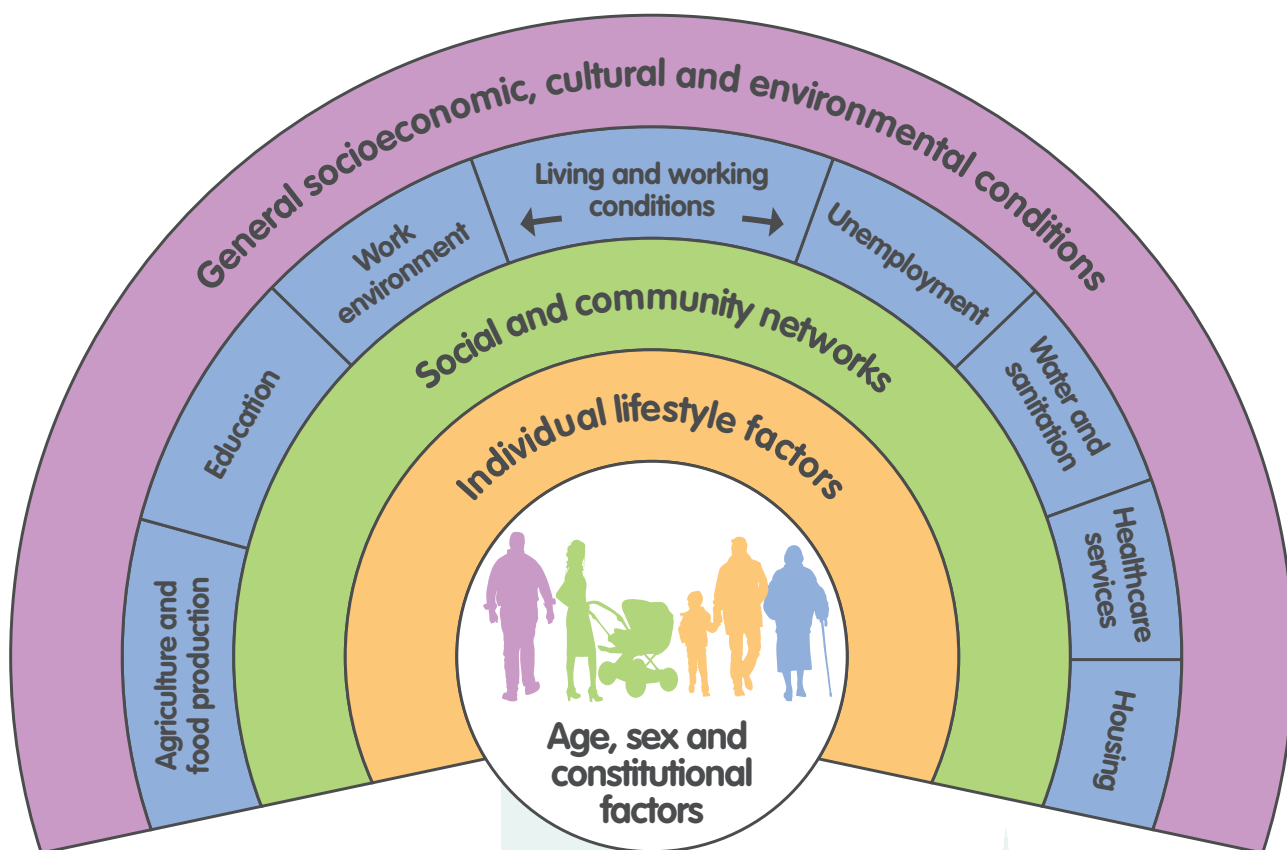 General socioeconomic, cultural and environmental conditions
Living and working
conditions
Agriculture and
food production
Education
Work
environment
Unemployment
Water and
sanitation
Healthcare
services
Housing
Social and community networks
Individual lifestyle factors
Age, sex and
constitutional
factors